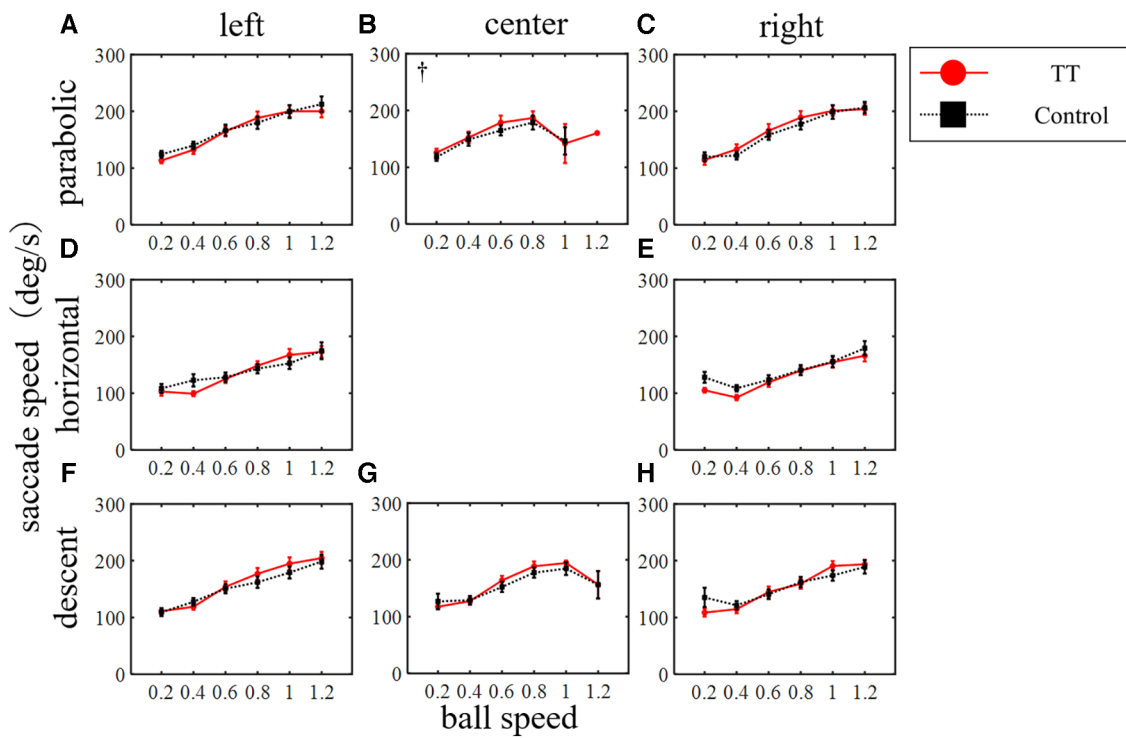 A left B center C right
300 200 100 0
† 
TT
Control
parabolic
0.2 0.4 0.6 0.8 1 1.2
300 200 100 0
0.2 0.4 0.6 0.8 1 1.2
300 200 100 0
0.2 0.4 0.6 0.8 1 1.2
saccade speed (deg/s)
D E
horizontal
300 200 100 0
0.2 0.4 0.6 0.8 1 1.2
300 200 100 0
0.2 0.4 0.6 0.8 1 1.2
F G H
descent
300 200 100 0
0.2 0.4 0.6 0.8 1 1.2
300 200 100 0
0.2 0.4 0.6 0.8 1 1.2
300 200 100 0
0.2 0.4 0.6 0.8 1 1.2
ball speed